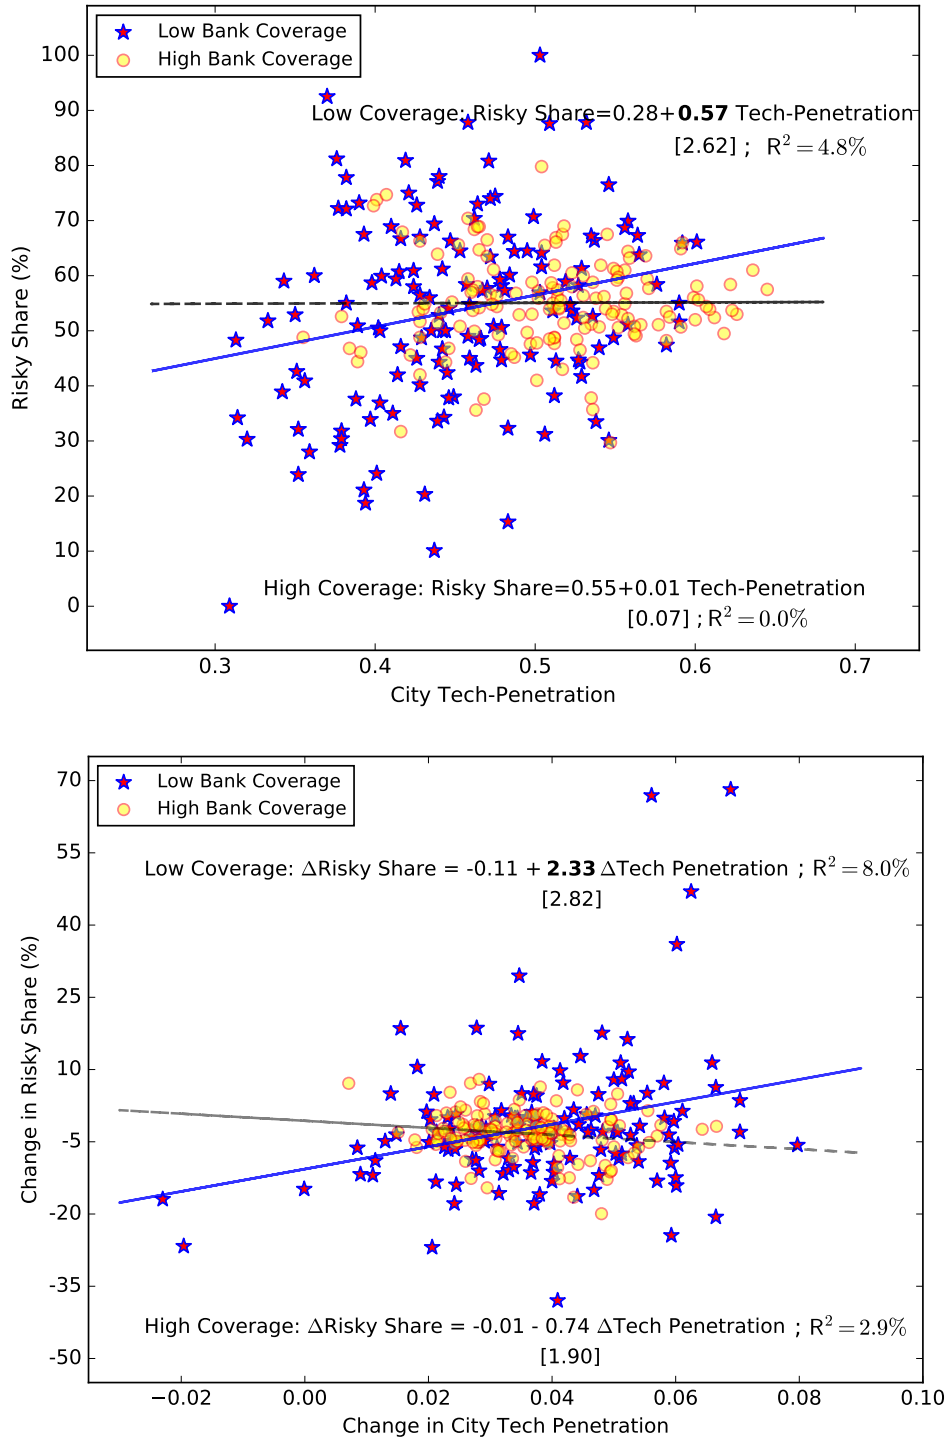 Low Bank Coverage
High Bank Coverage
Low Coverage: Risky Share=0.28+0.57 Tech-Penetration
[2.62] ; R² = 4.8%
High Coverage: Risky Share=0.55+0.01 Tech-Penetration
[0.07] ; R² = 0.0%
100
90
80
70
60
50
40
30
20
10
0
Risky Share (%)
0.3 0.4 0.5 0.6 0.7
City Tech-Penetration
Low Bank Coverage
High Bank Coverage
Low Coverage: ΔRisky Share = -0.11 + 2.33 ΔTech Penetration ; R² = 8.0%
[2.82]
High Coverage: ΔRisky Share = -0.01 - 0.74 ΔTech Penetration ; R² = 2.9%
[1.90]
70
55
40
25
10
-5
-20
-35
-50
Change in Risky Share (%)
−0.02 0.00 0.02 0.04 0.06 0.08 0.10
Change in City Tech Penetration